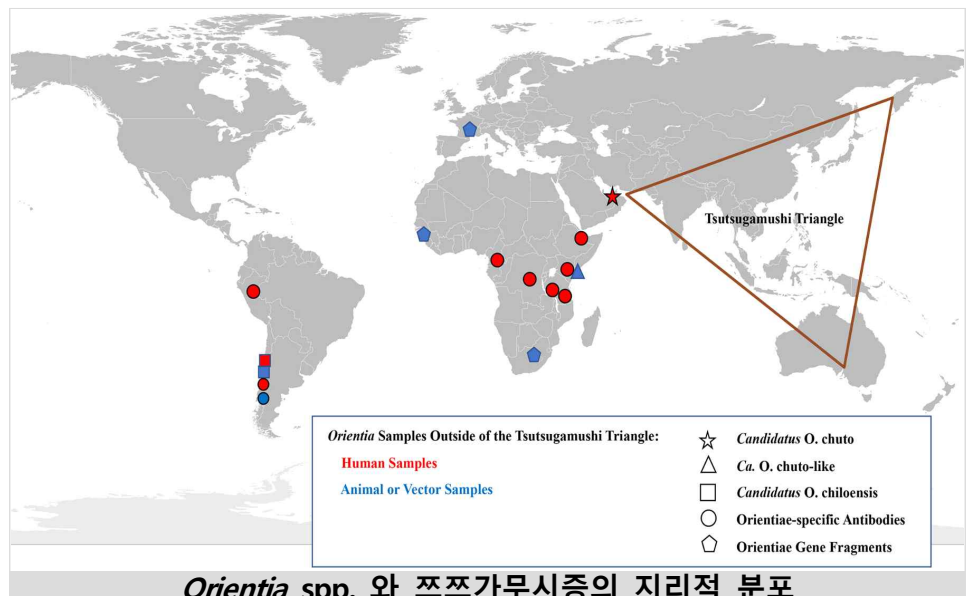 Tsutsugamushi Triangle
Orientia Samples Outside of the Tsutsugamushi Triangle:
Human Samples
Animal or Vector Samples
Candidatus O. chuto
Ca. O. chuto-like
Candidatus O. chiloensis
Orientiae-specific Antibodies
Orientiae Gene Fragments
Orientia spp. 와 쯔쯔가무시증의 지리적 분포